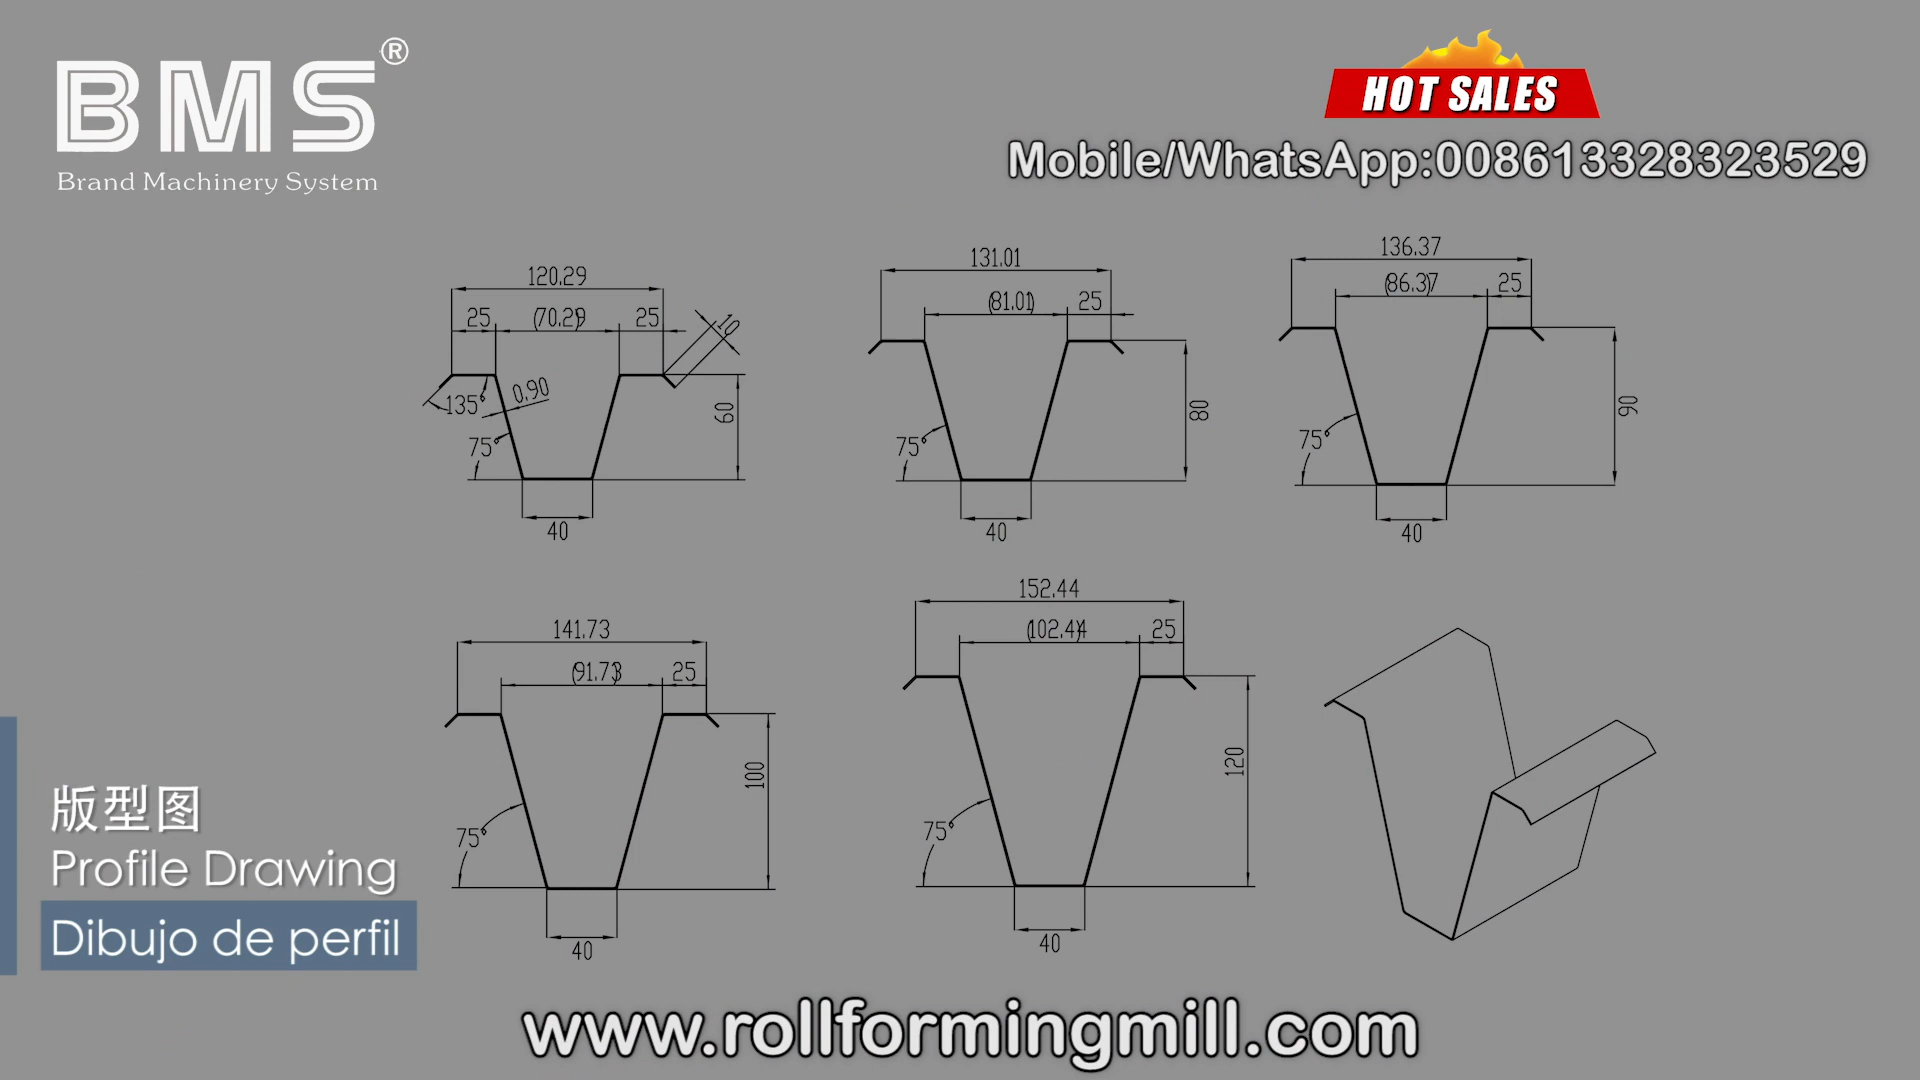 BMS®
Brand Machinery System
HOT SALES
Mobile/WhatsApp:008613328323529
120.29
25 (70.29) 25 10
135° 0.90
75° 60
40
131.01
(81.01) 25
75° 80
40
136.37
(86.37) 25
75° 90
40
141.73
(91.73) 25
75° 100
40
152.44
(102.44) 25
75° 120
40
版型图
Profile Drawing
Dibujo de perfil
www.rollformingmill.com